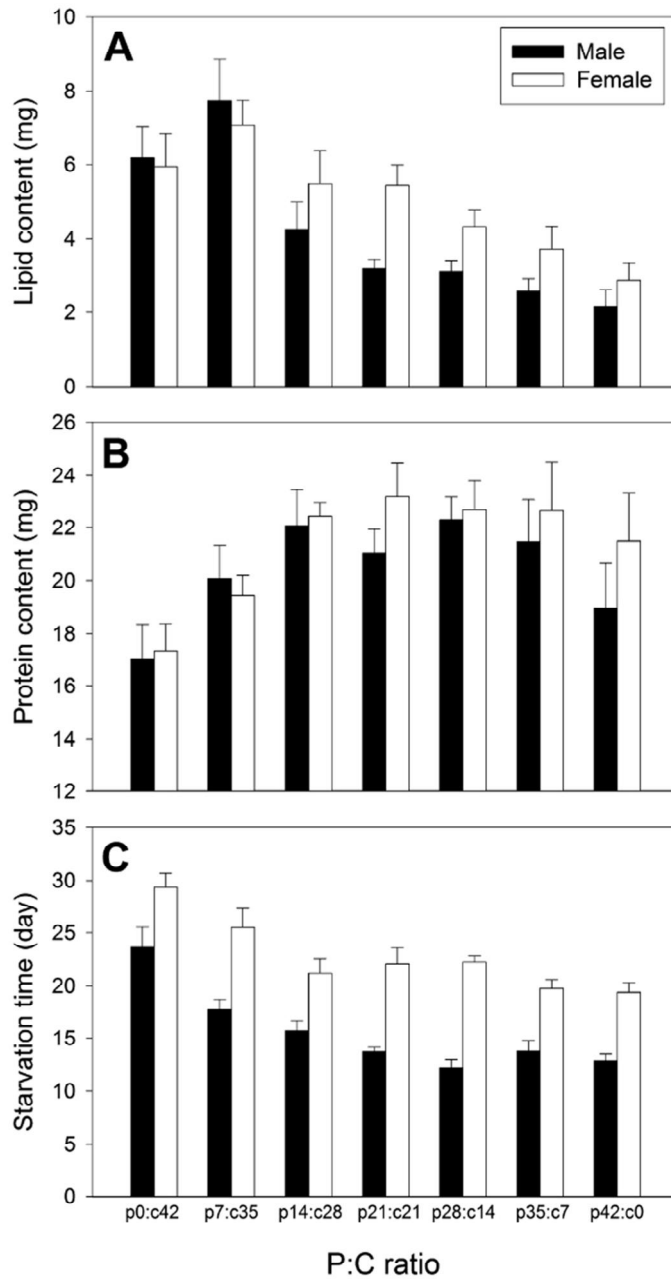 A
Male
Female
Lipid content (mg)
10
8
6
4
2
0
B
Protein content (mg)
26
24
22
20
18
16
14
12
C
Starvation time (day)
35
30
25
20
15
10
5
0
p0:c42 p7:c35 p14:c28 p21:c21 p28:c14 p35:c7 p42:c0
P:C ratio